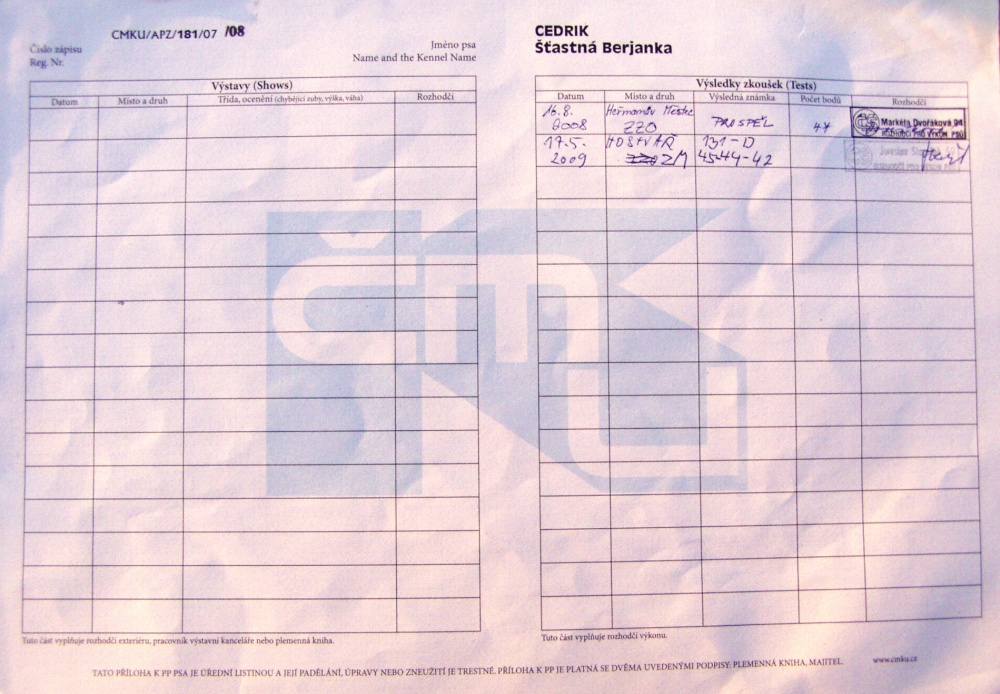 CMKU/APZ/181/07 /08
Číslo zápisu
Reg. Nr.
Jméno psa
Name and the Kennel Name
CEDRIK
Šťastná Berjanka
Výstavy (Shows)
Datum Místo a druh Třída, ocenění (chybějící zuby, výška, váha) Rozhodčí
Výsledky zkoušek (Tests)
Datum Místo a druh Výsledná známka Počet bodů Rozhodčí
16.8. Heřmanův Městec
2008 ZZO PROSPĚL 47
Markéta Dvořáková
17.5. 131-D
2009 ZZO ZM 45-44-42
čmku
Tuto část vyplňuje rozhodčí exteriéru, pracovník výstavní kanceláře nebo plemenná kniha.
Tuto část vyplňuje rozhodčí výkonu.
TATO PŘÍLOHA K PP PSA JE ÚŘEDNÍ LISTINOU A JEJÍ PADĚLÁNÍ, ÚPRAVY NEBO ZNEUŽITÍ JE TRESTNÉ. PŘÍLOHA K PP JE PLATNÁ SE DVĚMA UVEDENÝMI PODPISY: PLEMENNÁ KNIHA, MAJITEL.
www.cmku.cz